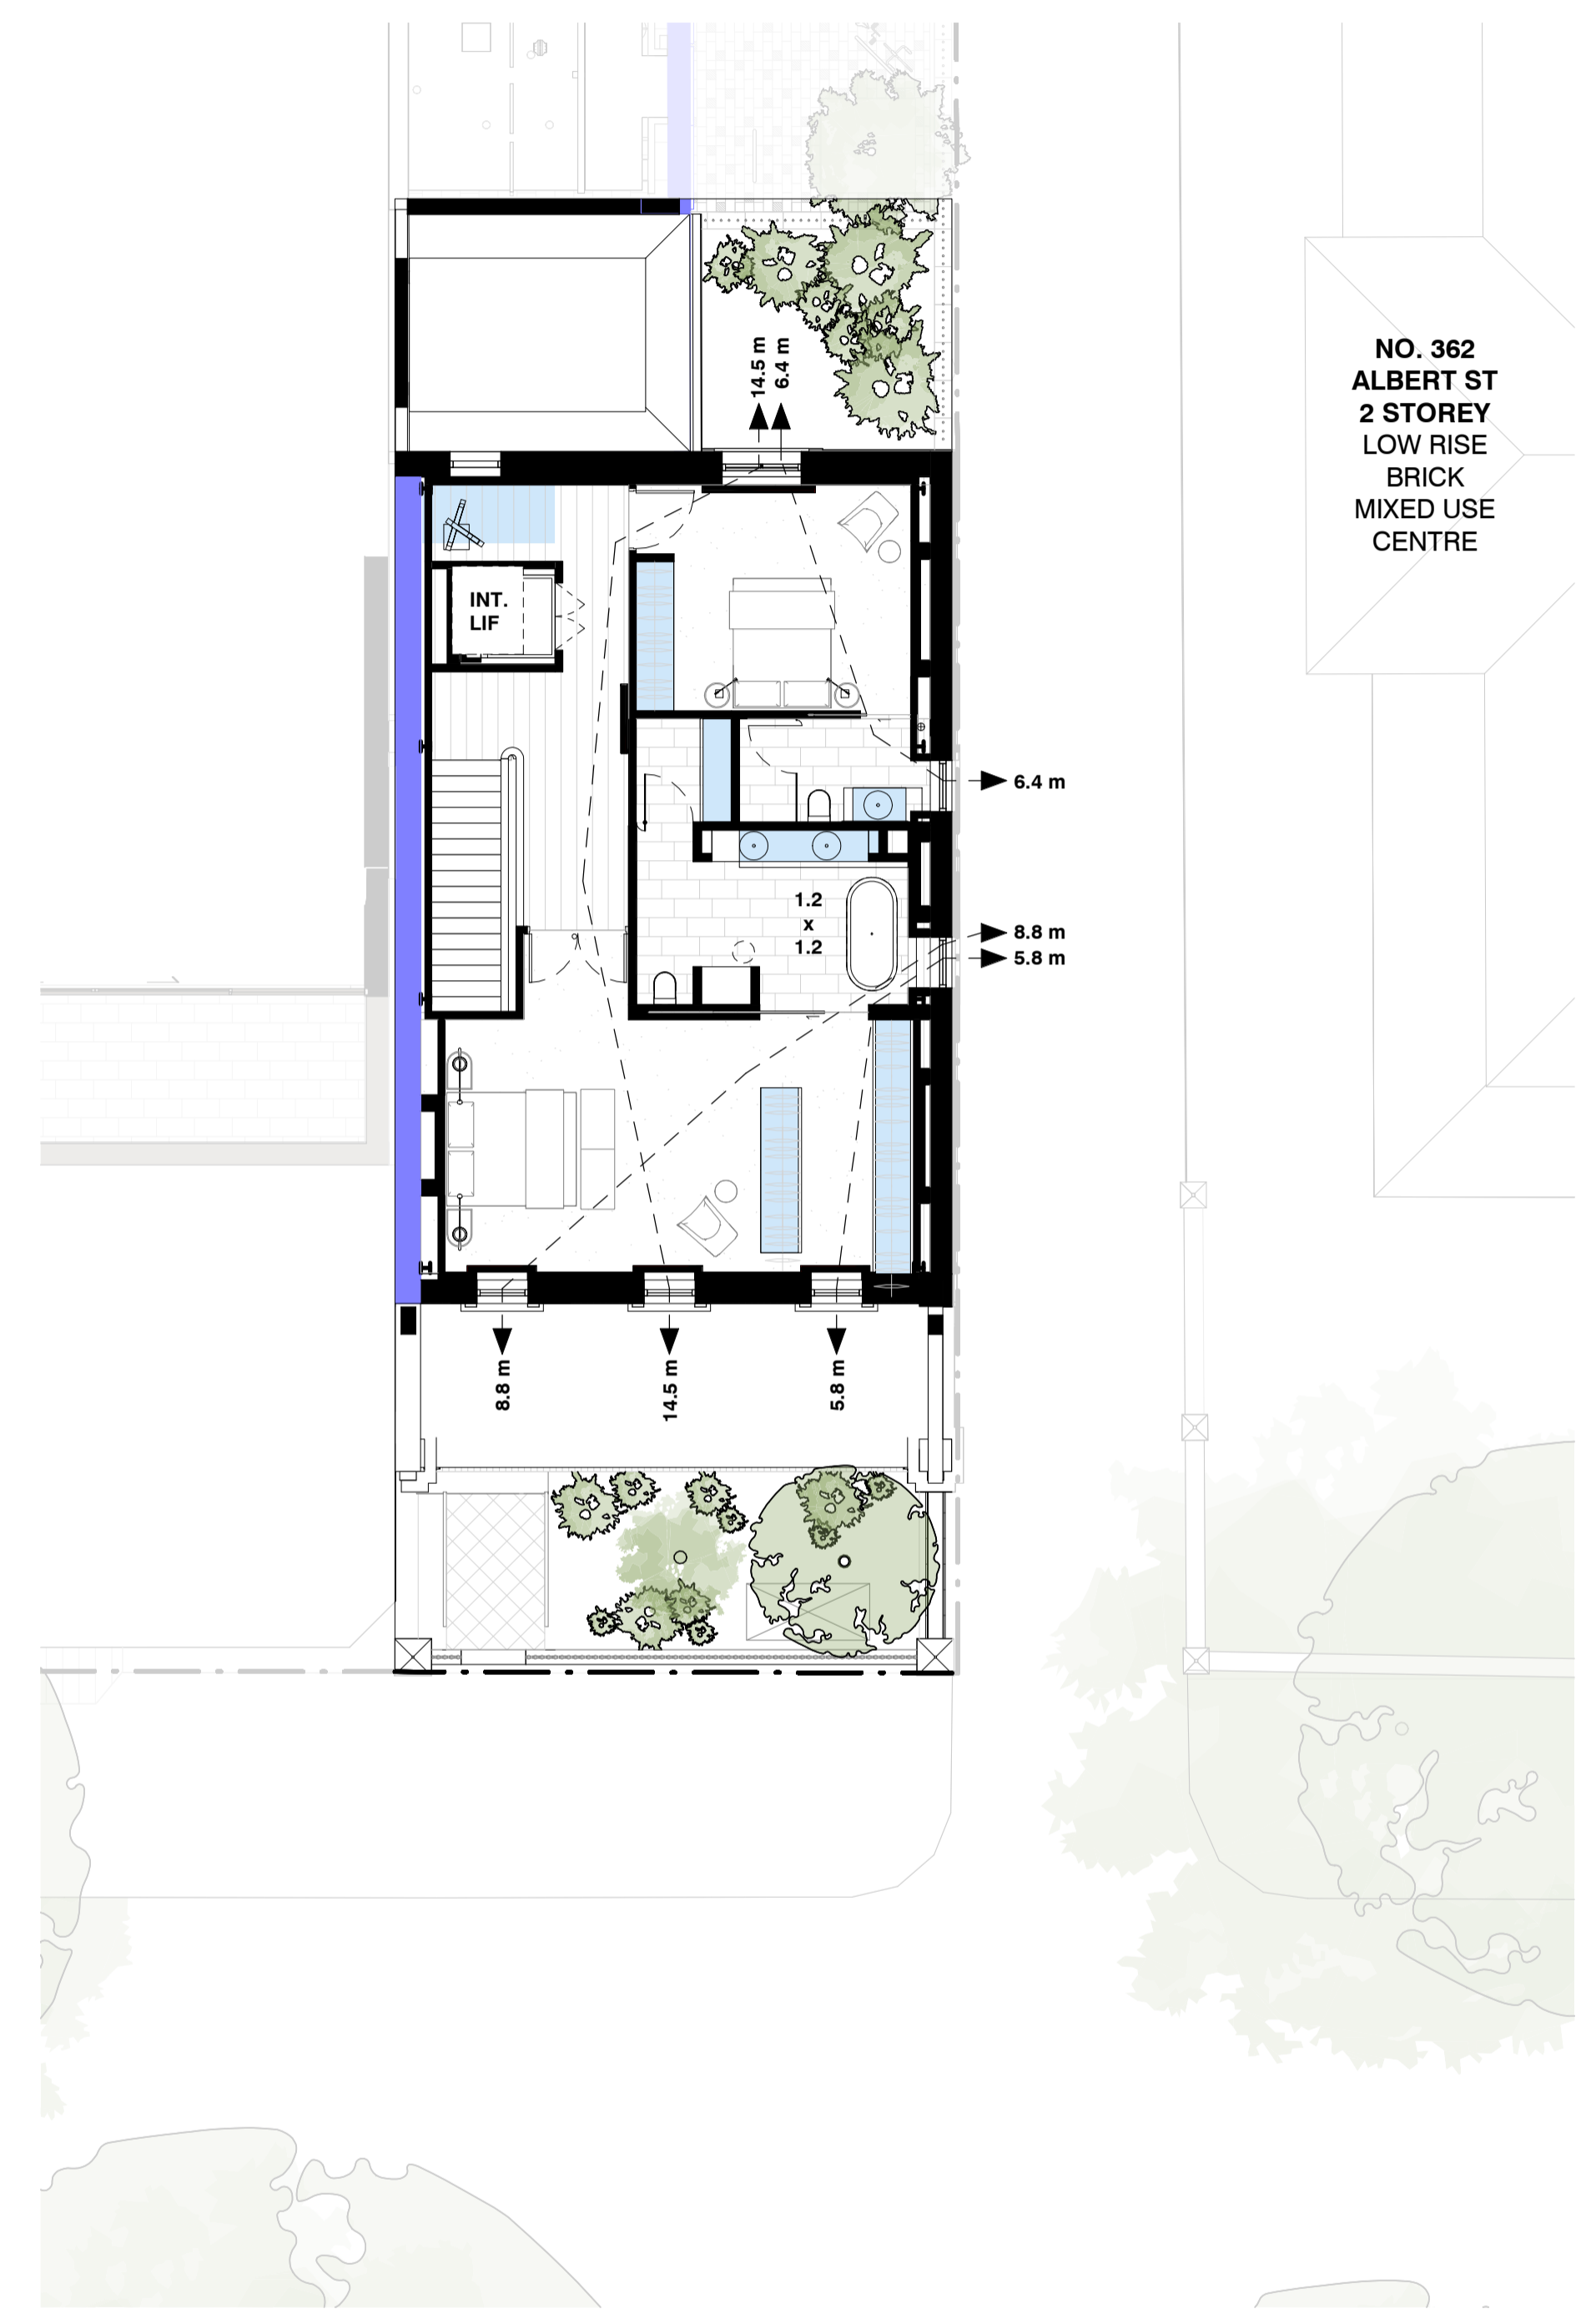 NO. 362
ALBERT ST
2 STOREY
LOW RISE
BRICK
MIXED USE
CENTRE
14.5 m
6.4 m
INT.
LIF
6.4 m
1.2
x
1.2
8.8 m
5.8 m
8.8 m
14.5 m
5.8 m